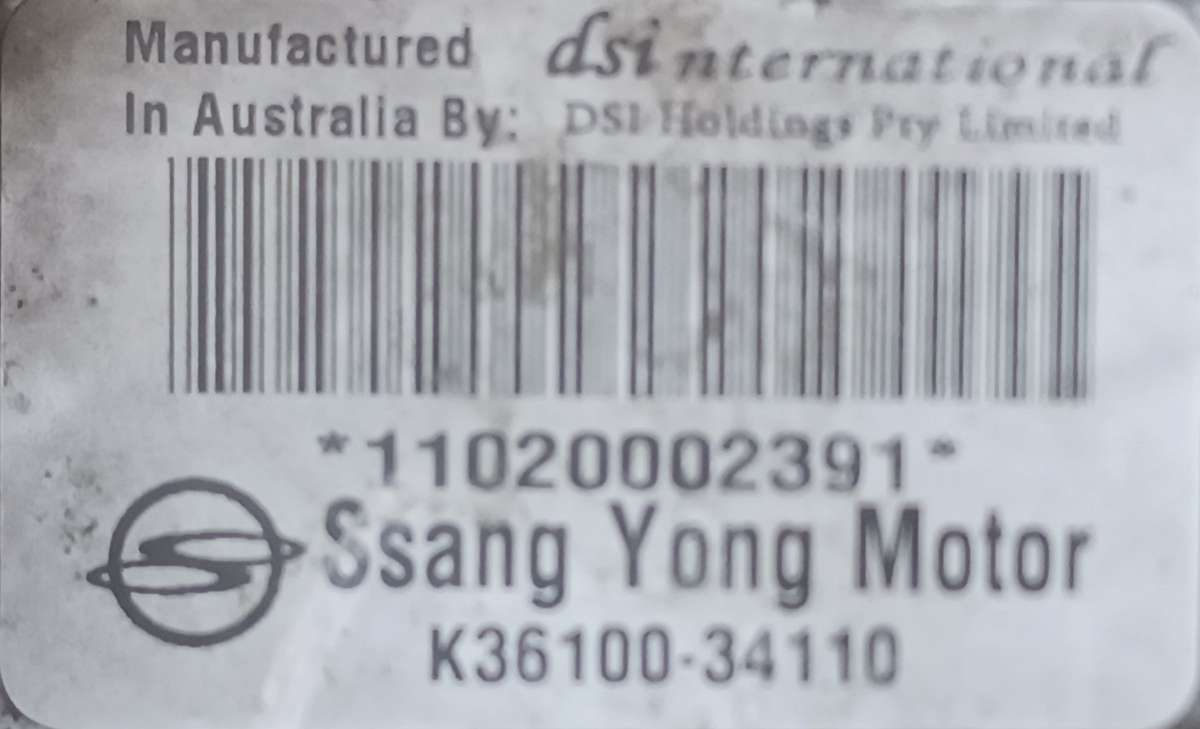 Manufactured dsinternational
In Australia By: DSI Holdings Pty Limited
*11020002391*
Ssang Yong Motor
K36100-34110